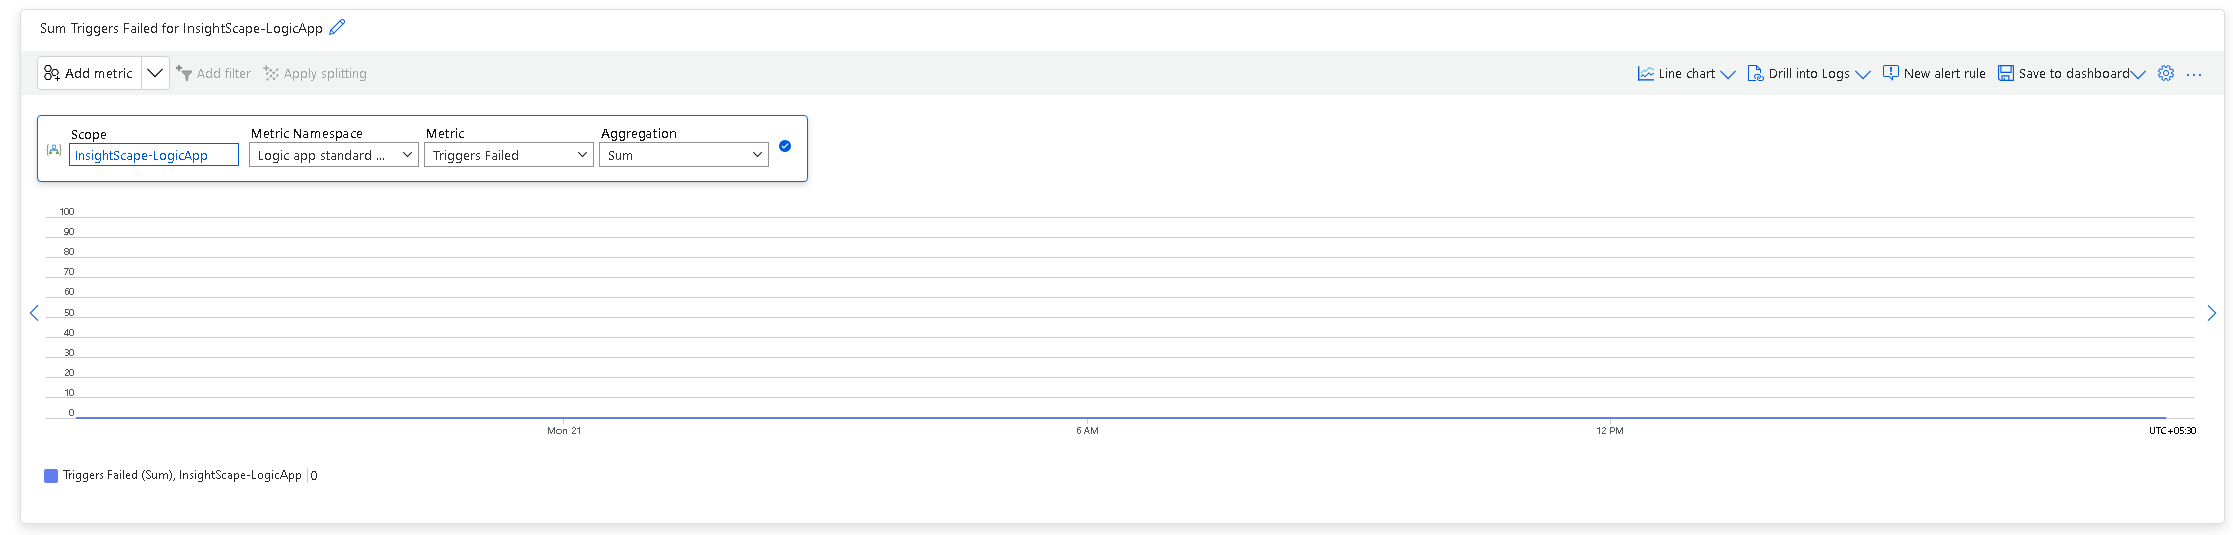 Sum Triggers Failed for InsightScape-LogicApp
Add metric
Add filter
Apply splitting
Line chart
Drill into Logs
New alert rule
Save to dashboard
...
Scope
Metric Namespace
Metric
Aggregation
InsightScape-LogicApp
Logic app standard ...
Triggers Failed
Sum
100
90
80
70
60
50
40
30
20
10
0
Mon 21
6 AM
12 PM
UTC+05:30
Triggers Failed (Sum), InsightScape-LogicApp
0